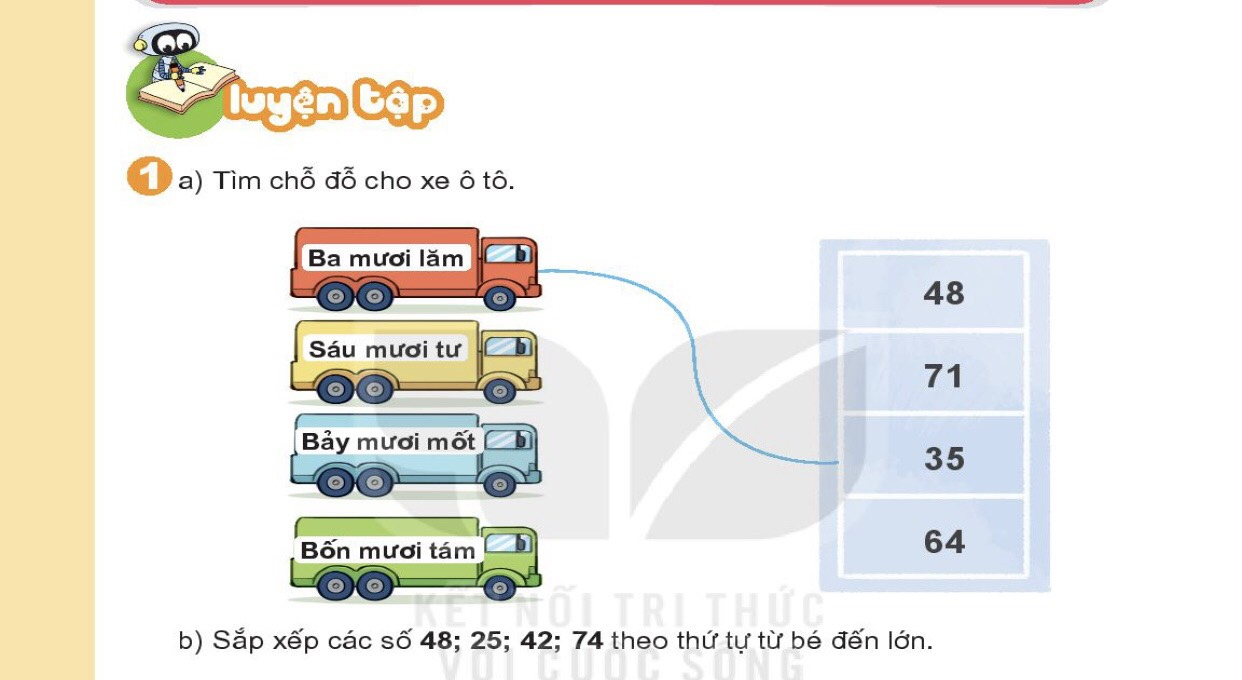 luyện tập
1 a) Tìm chỗ đỗ cho xe ô tô.
Ba mươi lăm
Sáu mươi tư
Bảy mươi mốt
Bốn mươi tám
48
71
35
64
KẾT NỐI TRI THỨC
b) Sắp xếp các số 48; 25; 42; 74 theo thứ tự từ bé đến lớn.
VỚI CUỘC SỐNG